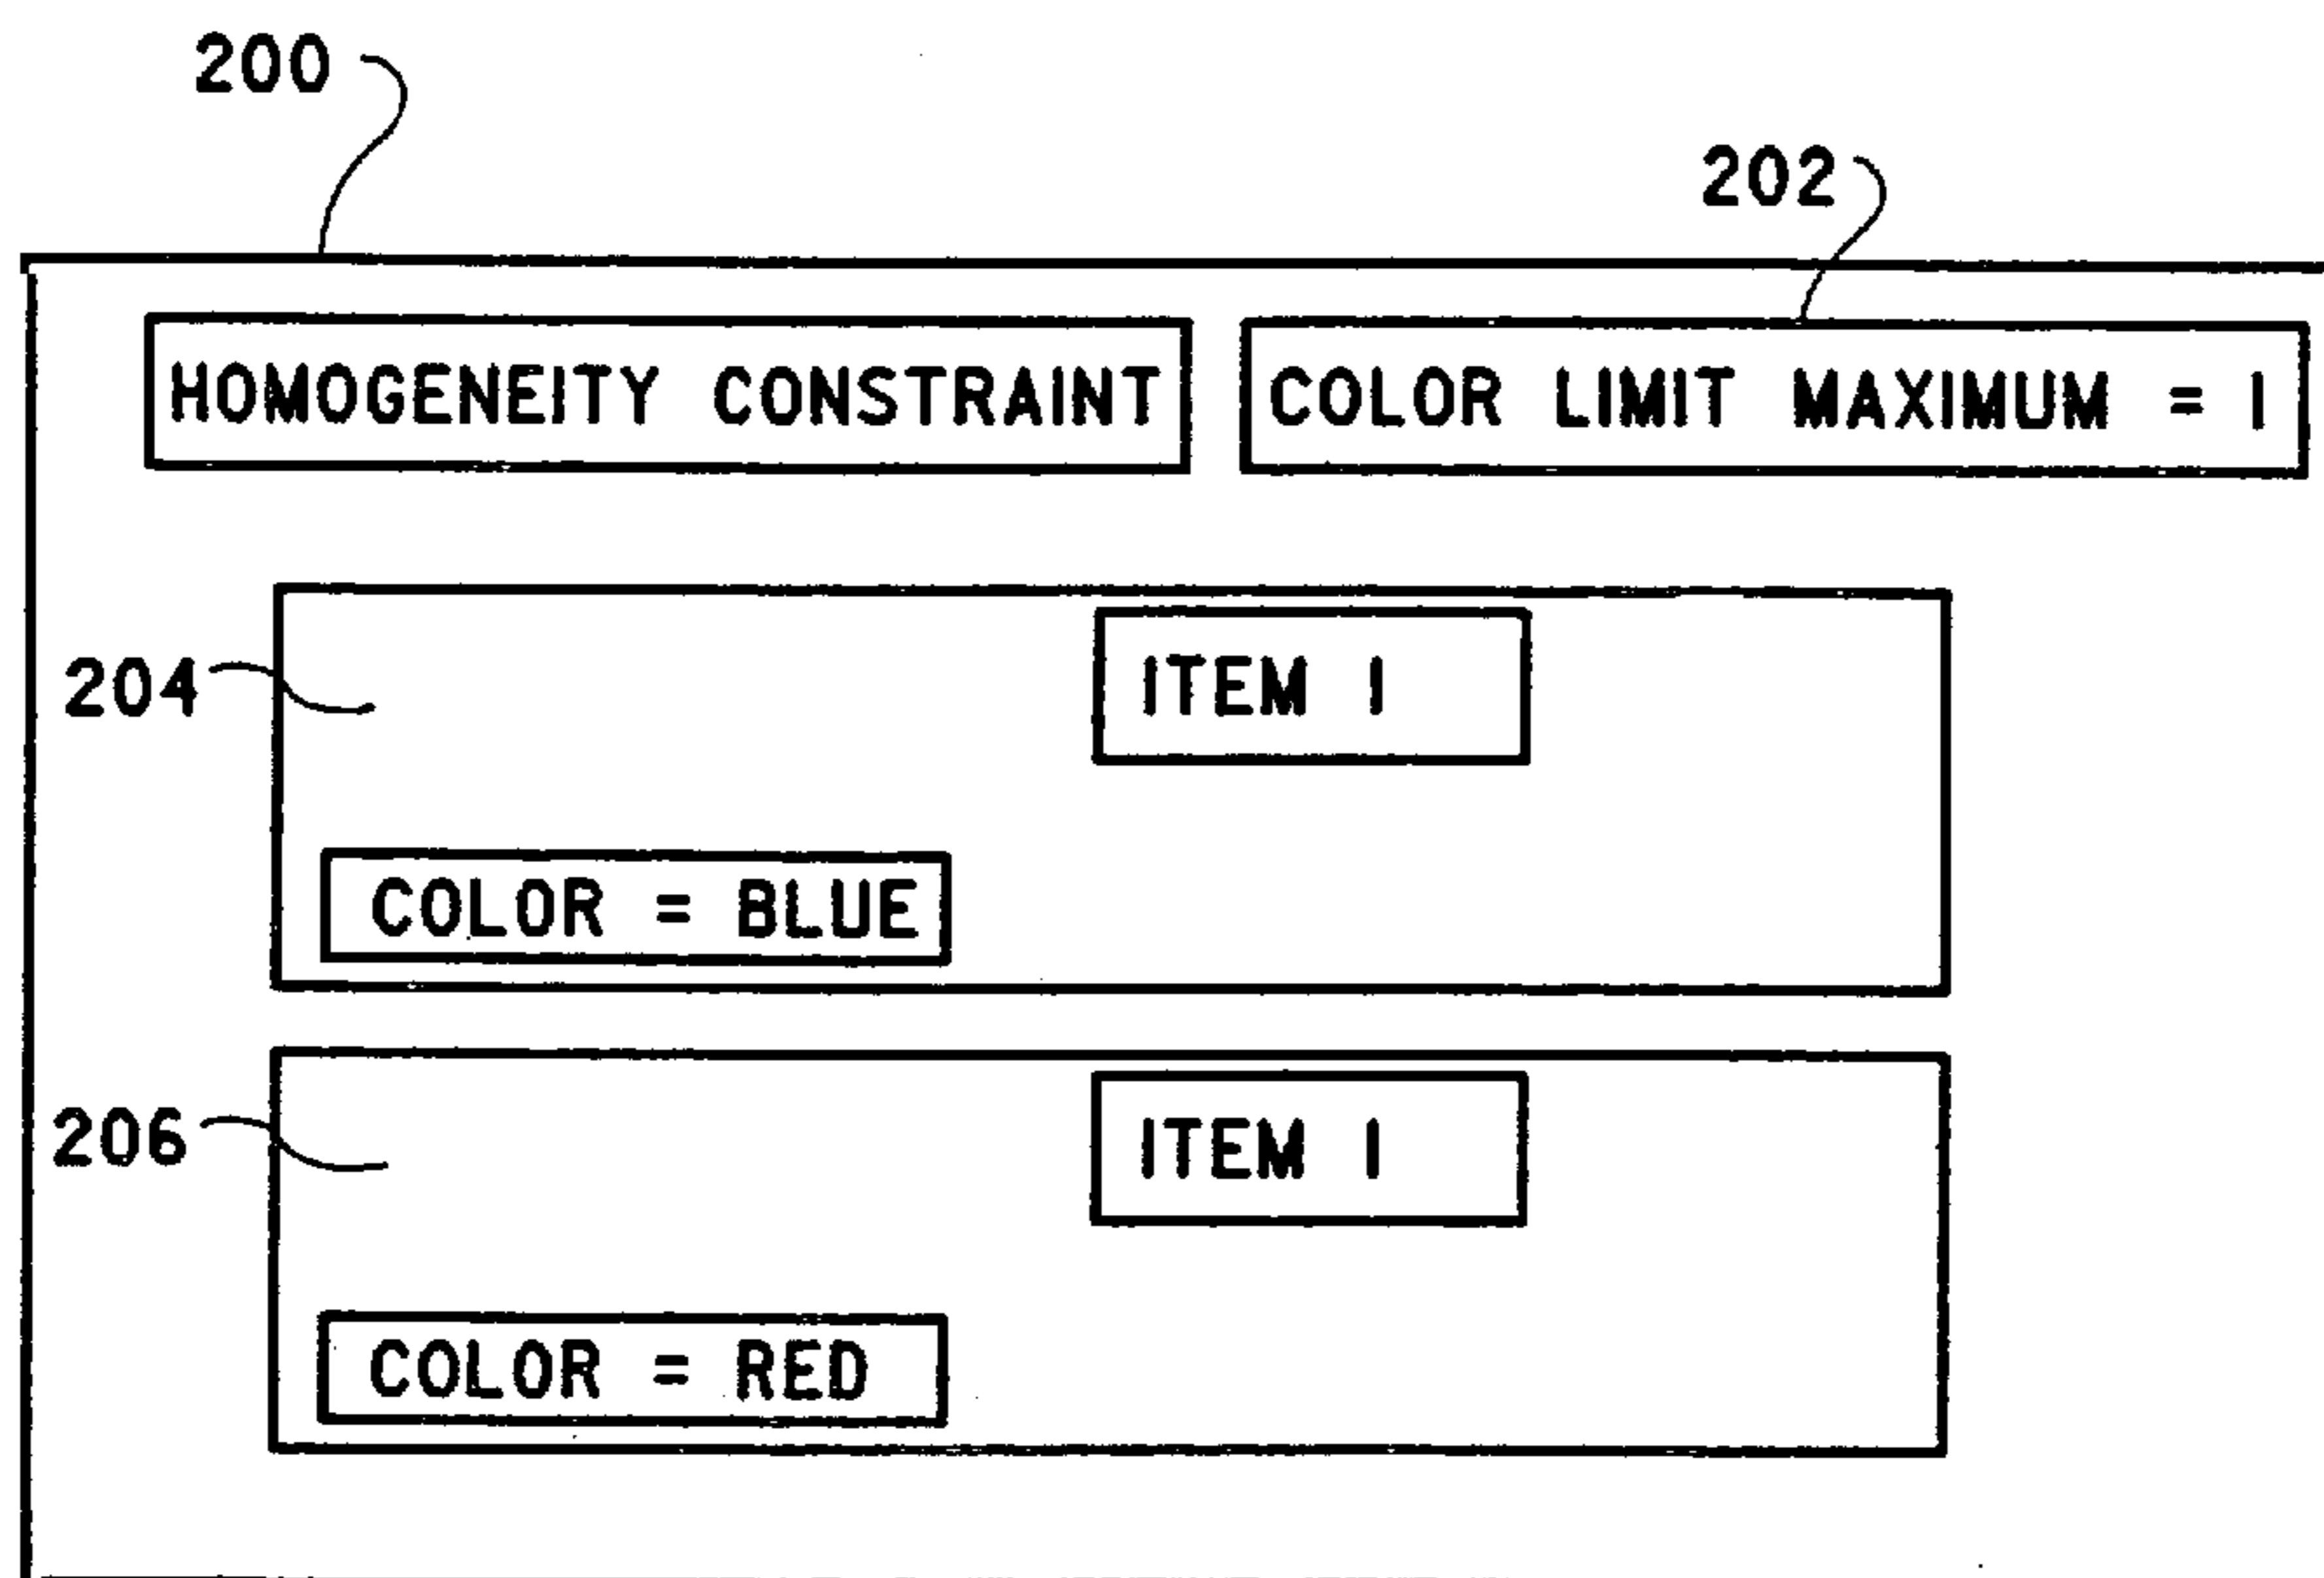 200
202
HOMOGENEITY CONSTRAINT
COLOR LIMIT MAXIMUM = 1
204
ITEM 1
COLOR = BLUE
206
ITEM 1
COLOR = RED